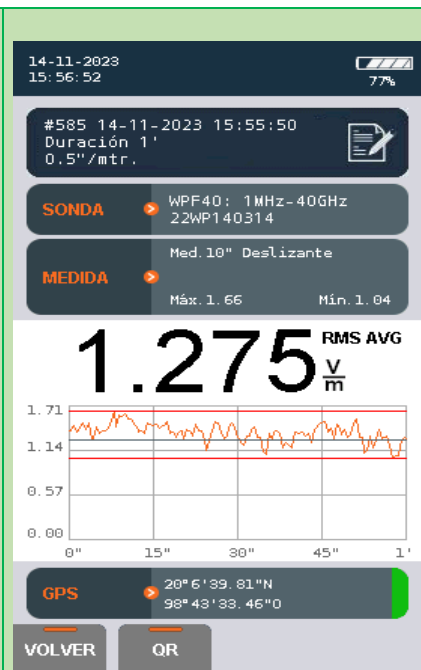 14-11-2023
15:56:52
77%
#585 14-11-2023 15:55:50
Duración 1'
0.5"/mtr.
SONDA
WPF40: 1MHz-40GHz
22WP140314
MEDIDA
Med.10" Deslizante
Máx.1.66 Mín.1.04
1.275 RMS AVG
V/m
1.71
1.14
0.57
0.00
0" 15" 30" 45" 1'
GPS
20°6'39.81"N
98°43'33.46"O
VOLVER QR